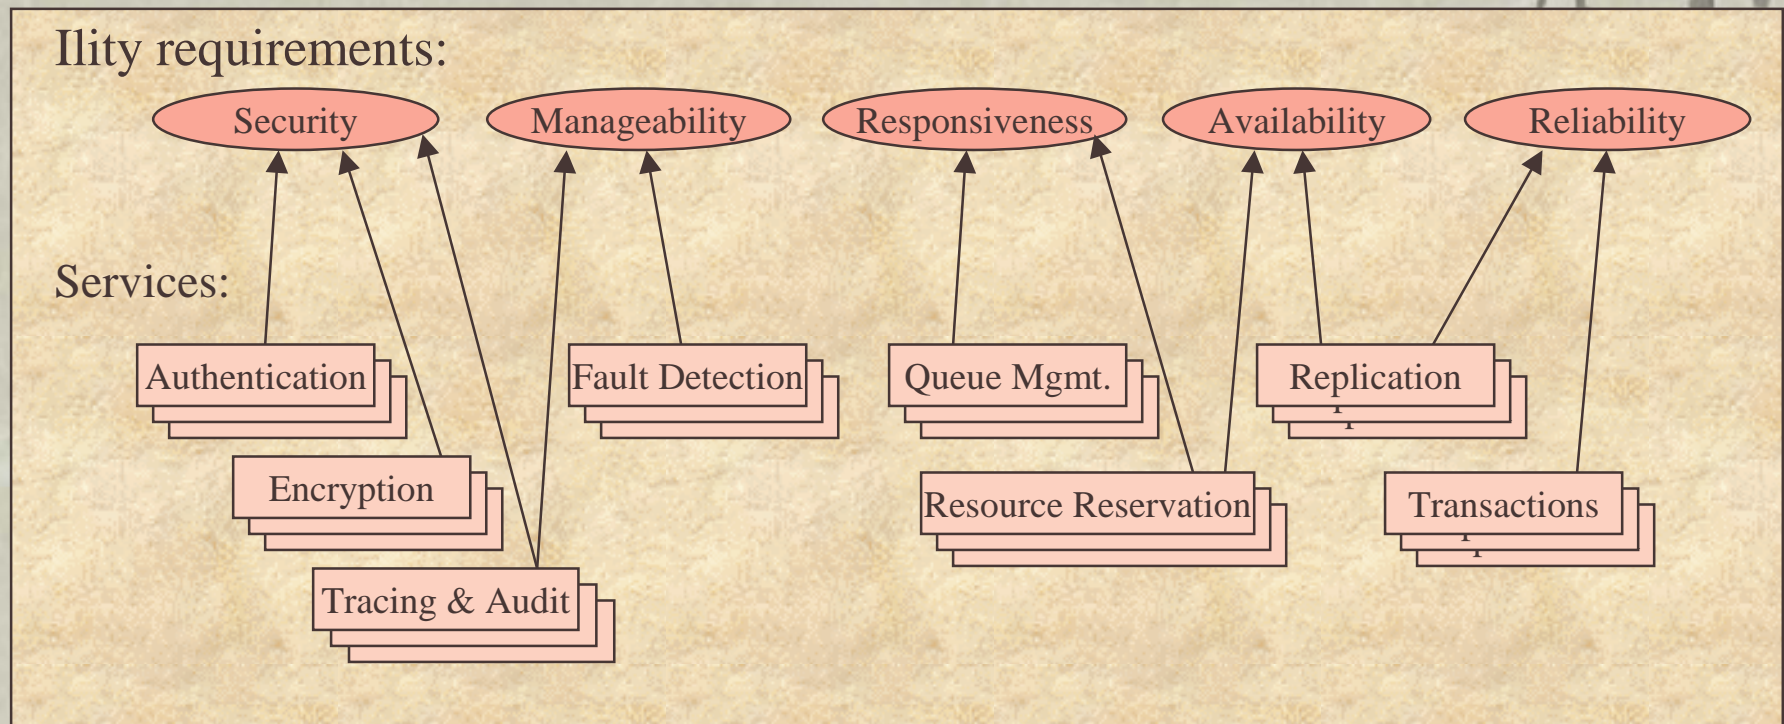 Ility requirements:
Security
Manageability
Responsiveness
Availability
Reliability
Services:
Authentication
Fault Detection
Queue Mgmt.
Replication
Encryption
Resource Reservation
Transactions
Tracing & Audit